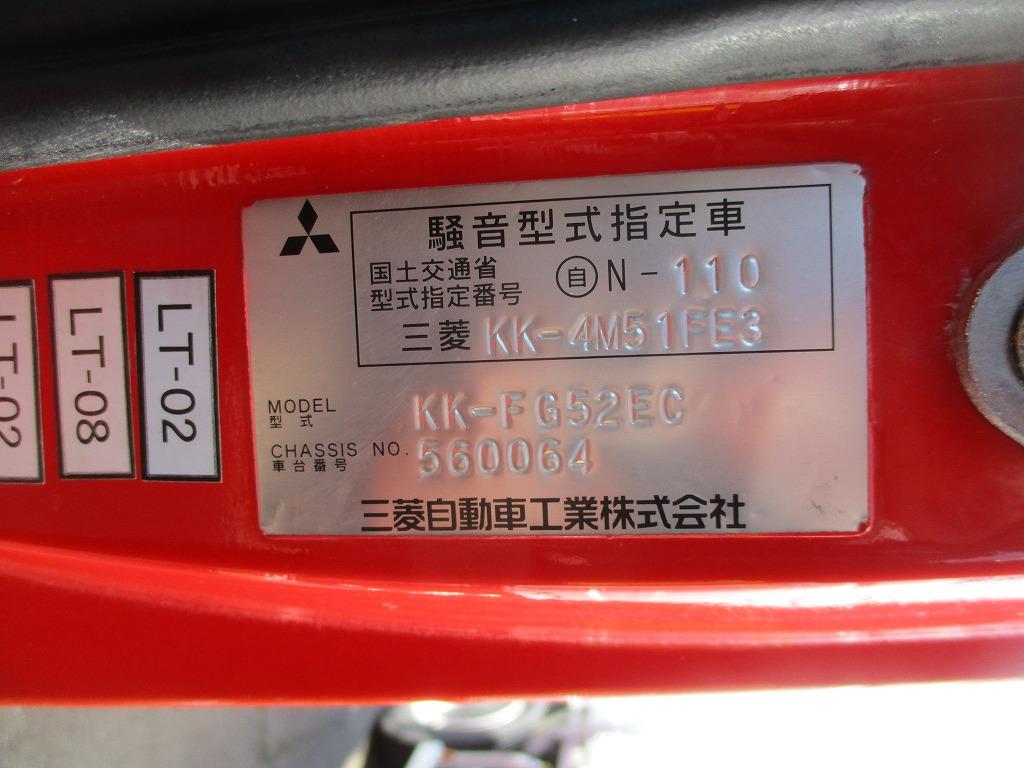 騒音型式指定車
国土交通省
型式指定番号 自 N-110
三菱 KK-4M51FE3
MODEL
型式 KK-FG52EC
CHASSIS NO.
車台番号 560064
三菱自動車工業株式会社
LT-02
LT-08
LT-02